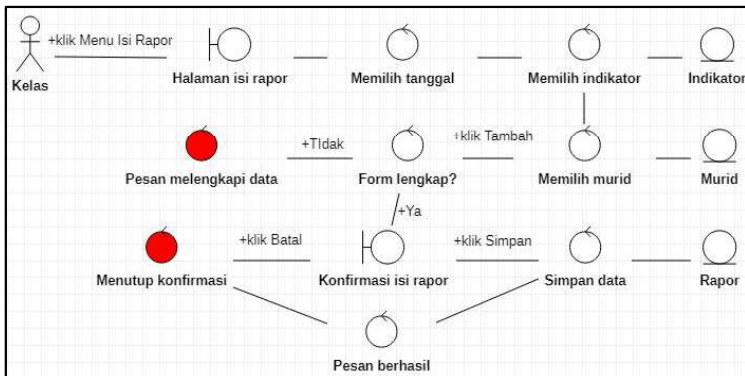 +klik Menu Isi Rapor
Kelas
Halaman isi rapor
Memilih tanggal
Memilih indikator
Indikator
+TIdak
+klik Tambah
Pesan melengkapi data
Form lengkap?
Memilih murid
Murid
+Ya
+klik Batal
+klik Simpan
Menutup konfirmasi
Konfirmasi isi rapor
Simpan data
Rapor
Pesan berhasil